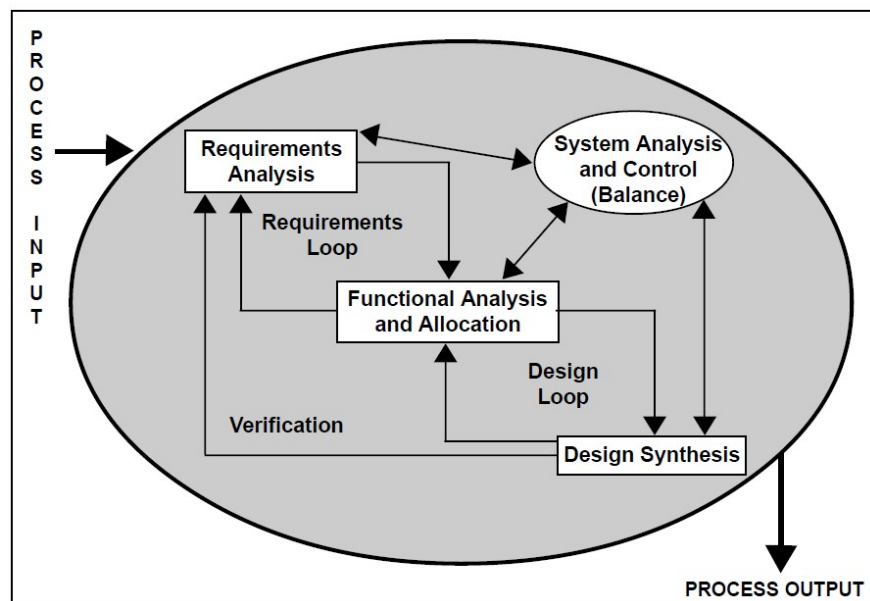 PROCESS INPUT
Requirements
Analysis
System Analysis
and Control
(Balance)
Requirements
Loop
Functional Analysis
and Allocation
Design
Loop
Verification
Design Synthesis
PROCESS OUTPUT